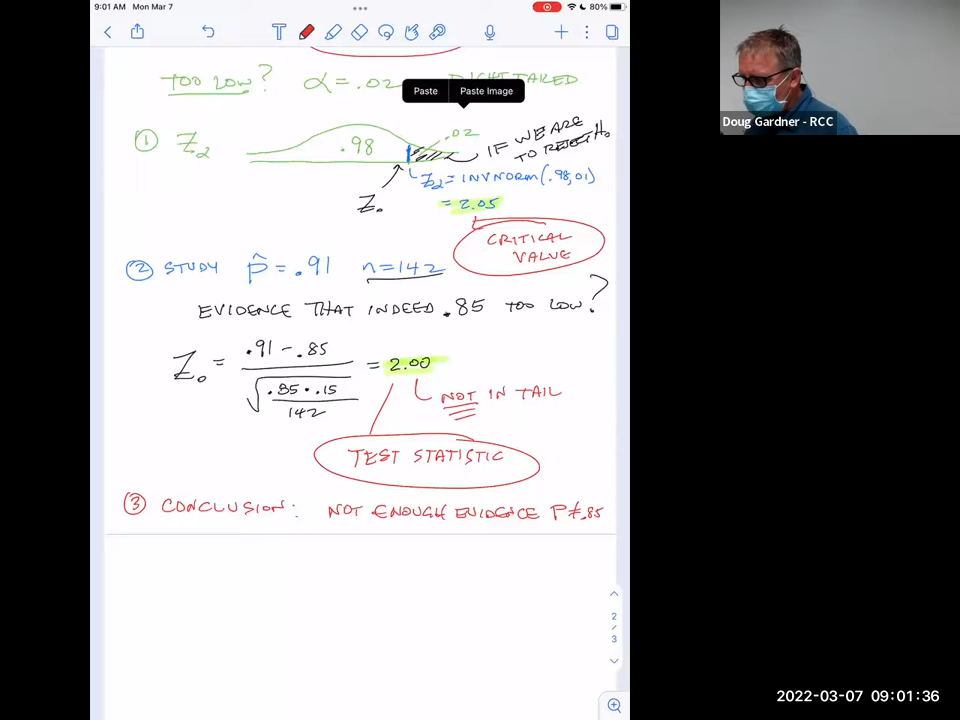 9:01 AM Mon Mar 7
80%
TOO LOW? α = .02 RIGHT TAILED
Paste Paste Image
① Z₂ .98 .02 IF WE ARE
TO REJECT H₀
Z₂ = INVNORM(.98,0,1)
Z₀ = 2.05
CRITICAL
VALUE
② STUDY p̂ = .91 n = 142
EVIDENCE THAT INDEED .85 TOO LOW?
Z₀ = .91 - .85 / √(.85 · .15 / 142) = 2.00
NOT IN TAIL
TEST STATISTIC
③ CONCLUSION: NOT ENOUGH EVIDENCE P ≠ .85
2
/
3
Doug Gardner - RCC
2022-03-07 09:01:36